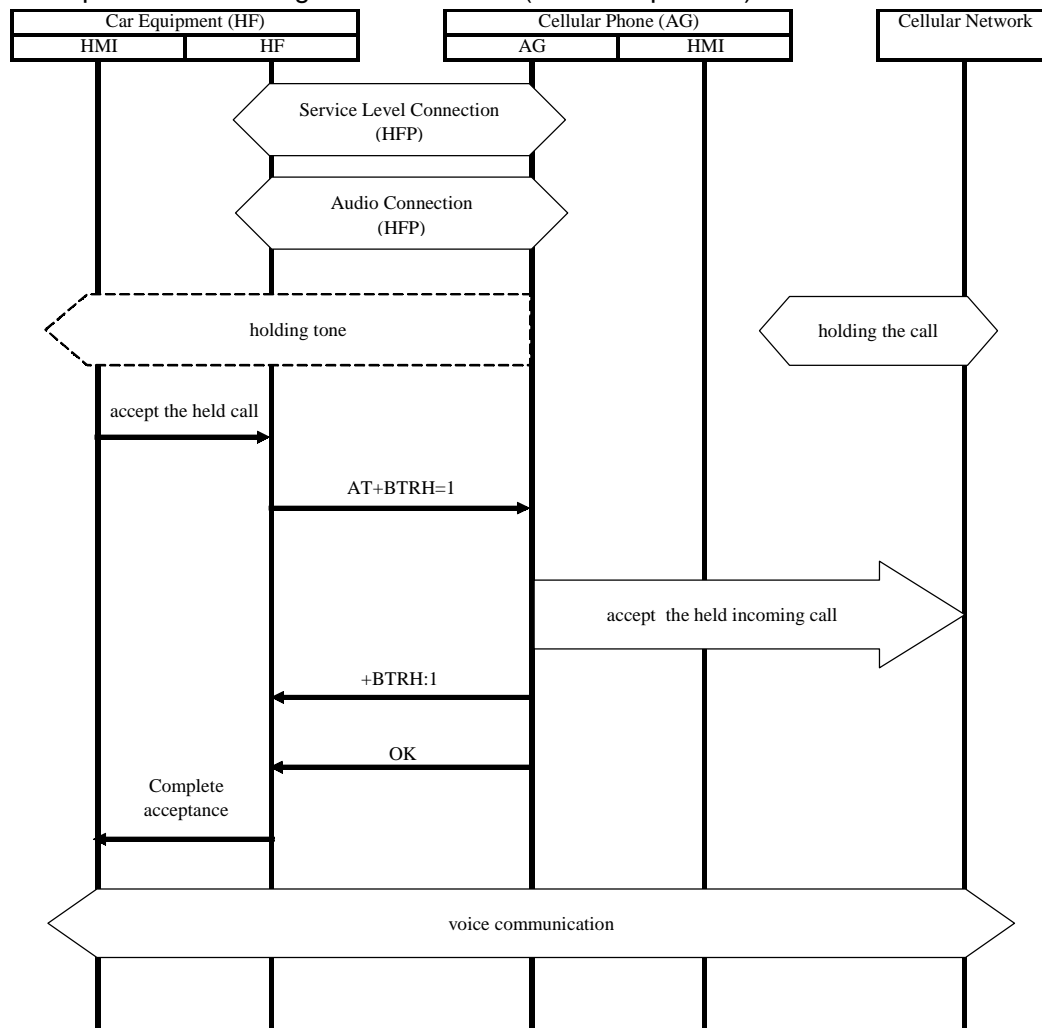 Car Equipment (HF)
Cellular Phone (AG)
Cellular Network
HMI
HF
AG
HMI
Service Level Connection
(HFP)
Audio Connection
(HFP)
holding tone
holding the call
accept the held call
AT+BTRH=1
accept the held incoming call
+BTRH:1
OK
Complete
acceptance
voice communication